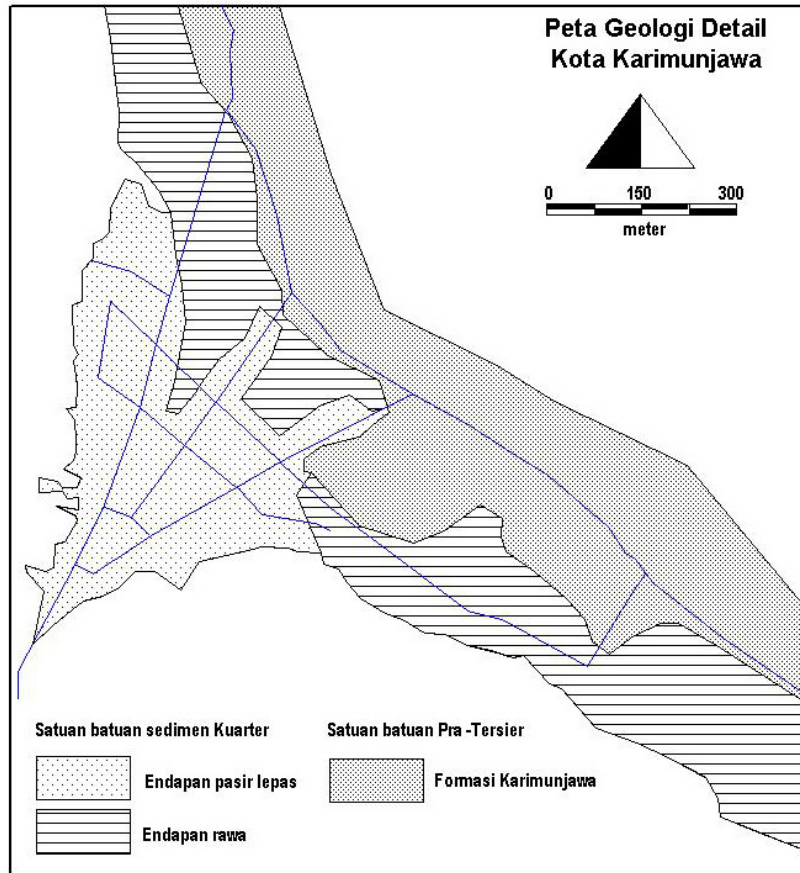 Peta Geologi Detail
Kota Karimunjawa
0 150 300
meter
Satuan batuan sedimen Kuarter
Endapan pasir lepas
Endapan rawa
Satuan batuan Pra -Tersier
Formasi Karimunjawa